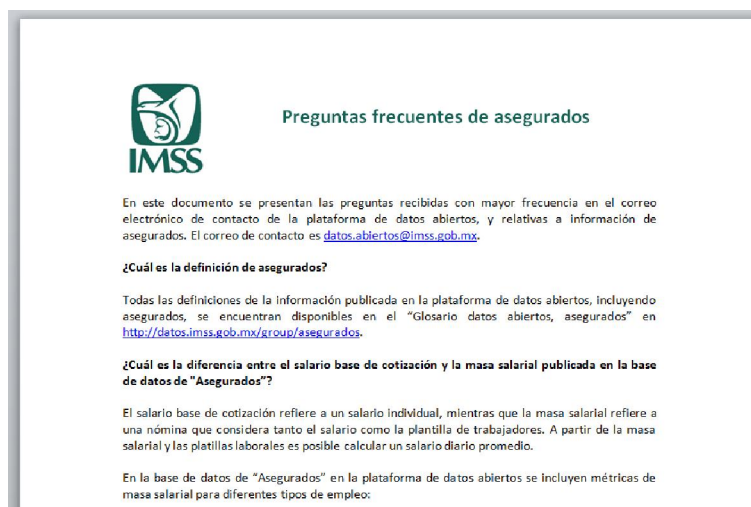 IMSS
Preguntas frecuentes de asegurados
En este documento se presentan las preguntas recibidas con mayor frecuencia en el correo
electrónico de contacto de la plataforma de datos abiertos, y relativas a información de
asegurados. El correo de contacto es datos.abiertos@imss.gob.mx.
¿Cuál es la definición de asegurados?
Todas las definiciones de la información publicada en la plataforma de datos abiertos, incluyendo
asegurados, se encuentran disponibles en el “Glosario datos abiertos, asegurados” en
http://datos.imss.gob.mx/group/asegurados.
¿Cuál es la diferencia entre el salario base de cotización y la masa salarial publicada en la base
de datos de "Asegurados"?
El salario base de cotización refiere a un salario individual, mientras que la masa salarial refiere a
una nómina que considera tanto el salario como la plantilla de trabajadores. A partir de la masa
salarial y las platillas laborales es posible calcular un salario diario promedio.
En la base de datos de “Asegurados” en la plataforma de datos abiertos se incluyen métricas de
masa salarial para diferentes tipos de empleo: